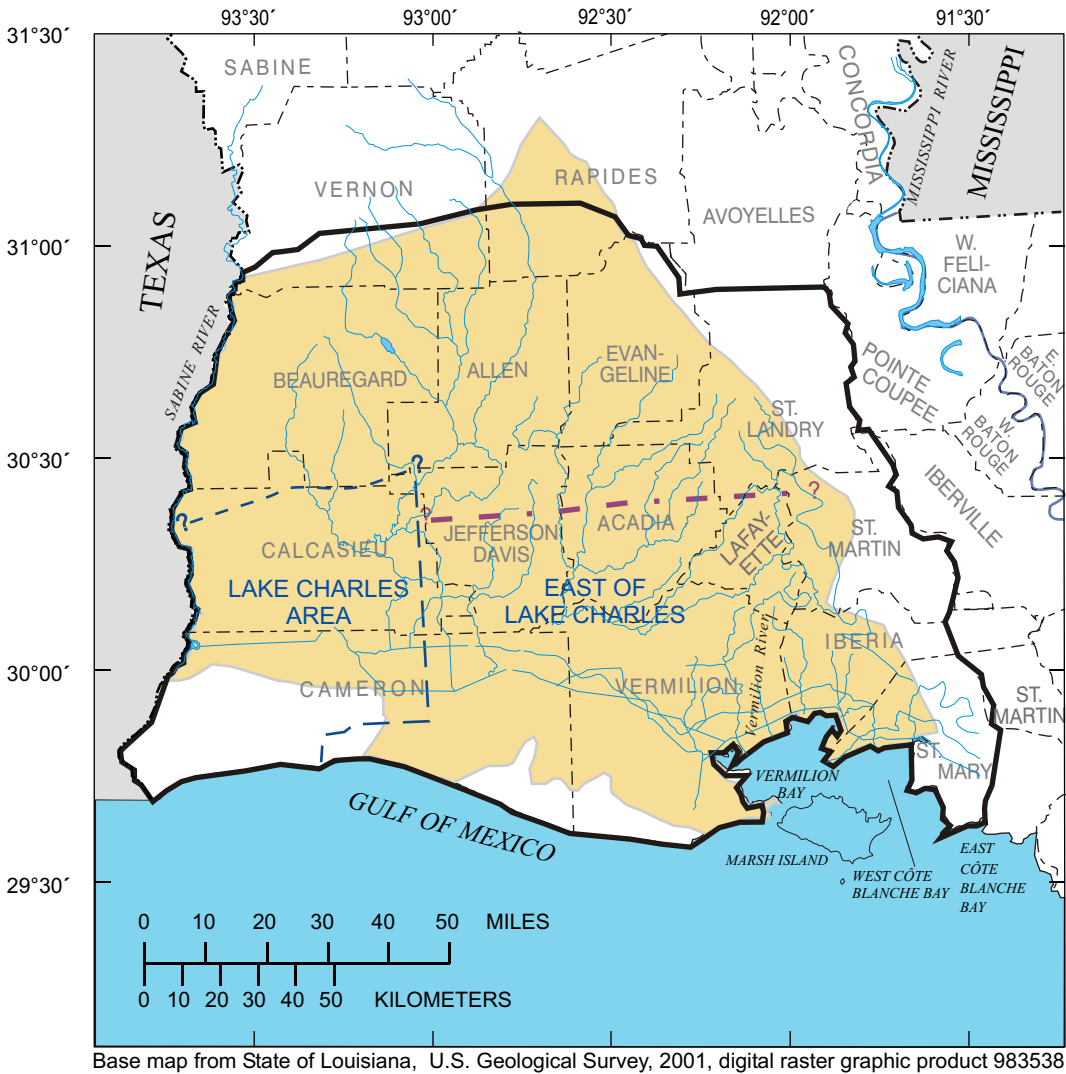 93°30´ 93°00´ 92°30´ 92°00´ 91°30´
31°30´
SABINE
CONCORDIA
MISSISSIPPI RIVER
MISSISSIPPI
VERNON
RAPIDES
AVOYELLES
TEXAS
31°00´
W.
FELI-
CIANA
SABINE RIVER
BEAUREGARD
ALLEN
EVAN-
GELINE
POINTE
COUPEE
E.
BATON
ROUGE
ST.
LANDRY
W.
BATON
ROUGE
30°30´
?
?
?
?
IBERVILLE
CALCASIEU
JEFFERSON
DAVIS
ACADIA
LAFAY-
ETTE
ST.
MARTIN
LAKE CHARLES
AREA
EAST OF
LAKE CHARLES
IBERIA
30°00´
CAMERON
VERMILION
Vermilion River
ST.
MARTIN
ST.
MARY
VERMILION
BAY
GULF OF MEXICO
MARSH ISLAND
WEST CÔTE
BLANCHE BAY
EAST
CÔTE
BLANCHE
BAY
29°30´
0 10 20 30 40 50 MILES
0 10 20 30 40 50 KILOMETERS
Base map from State of Louisiana, U.S. Geological Survey, 2001, digital raster graphic product 983538